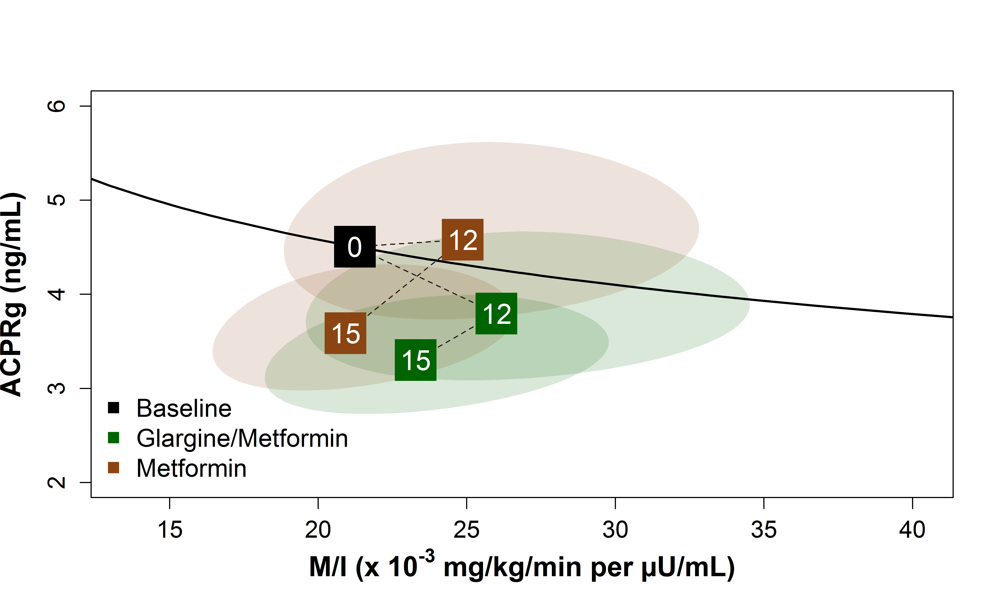 ACPRg (ng/mL)
6
5
4
3
2
0
12
12
15
15
Baseline
Glargine/Metformin
Metformin
15 20 25 30 35 40
M/I (x 10⁻³ mg/kg/min per µU/mL)